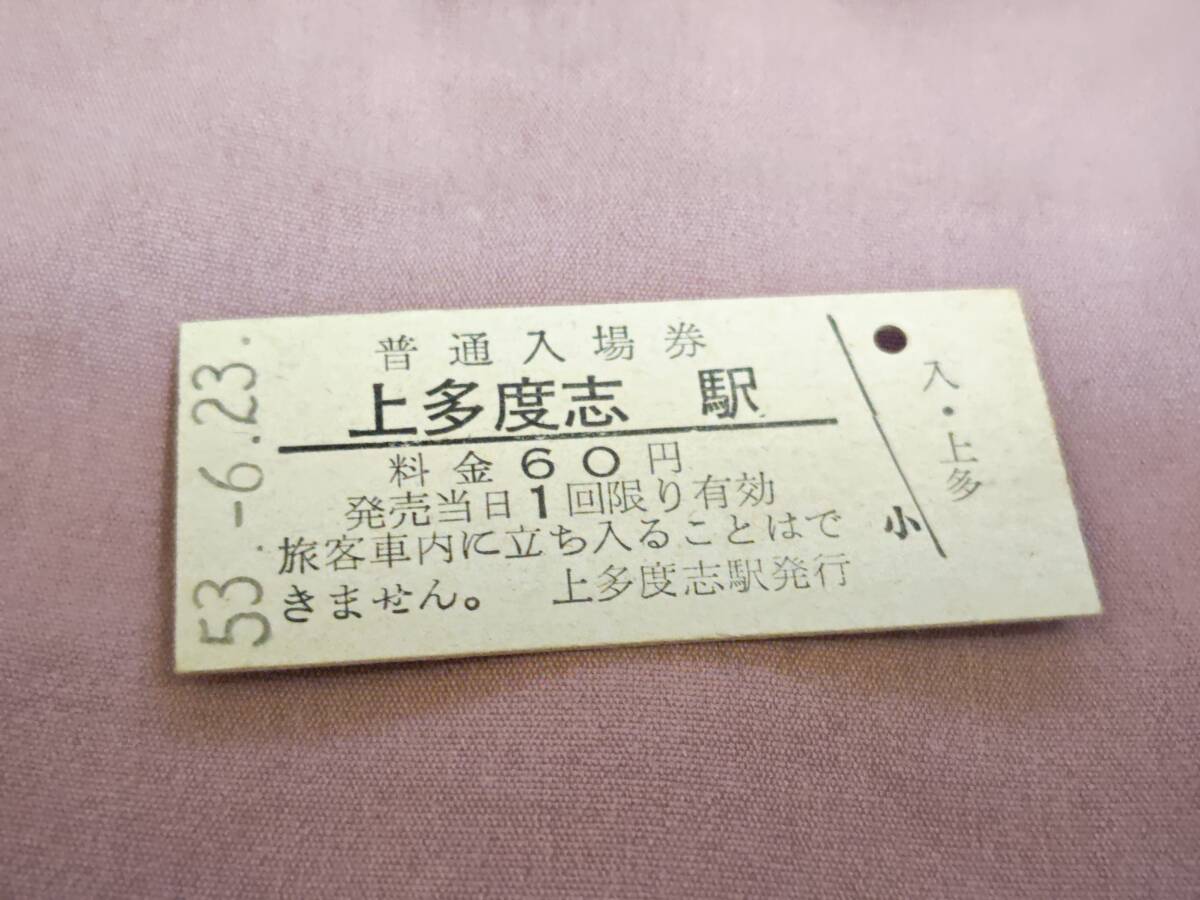 53.-6.23.
普通入場券
上多度志 駅
料金60円
発売当日1回限り有効
旅客車内に立ち入ることはで
きません。 上多度志駅発行
入・上多
小